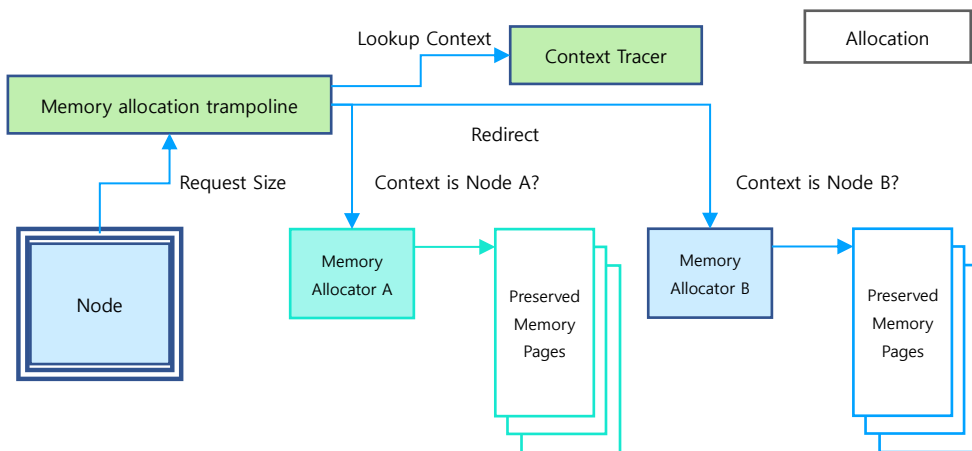 Lookup Context
Context Tracer
Allocation
Memory allocation trampoline
Redirect
Request Size
Context is Node A?
Context is Node B?
Node
Memory
Allocator A
Preserved
Memory
Pages
Memory
Allocator B
Preserved
Memory
Pages